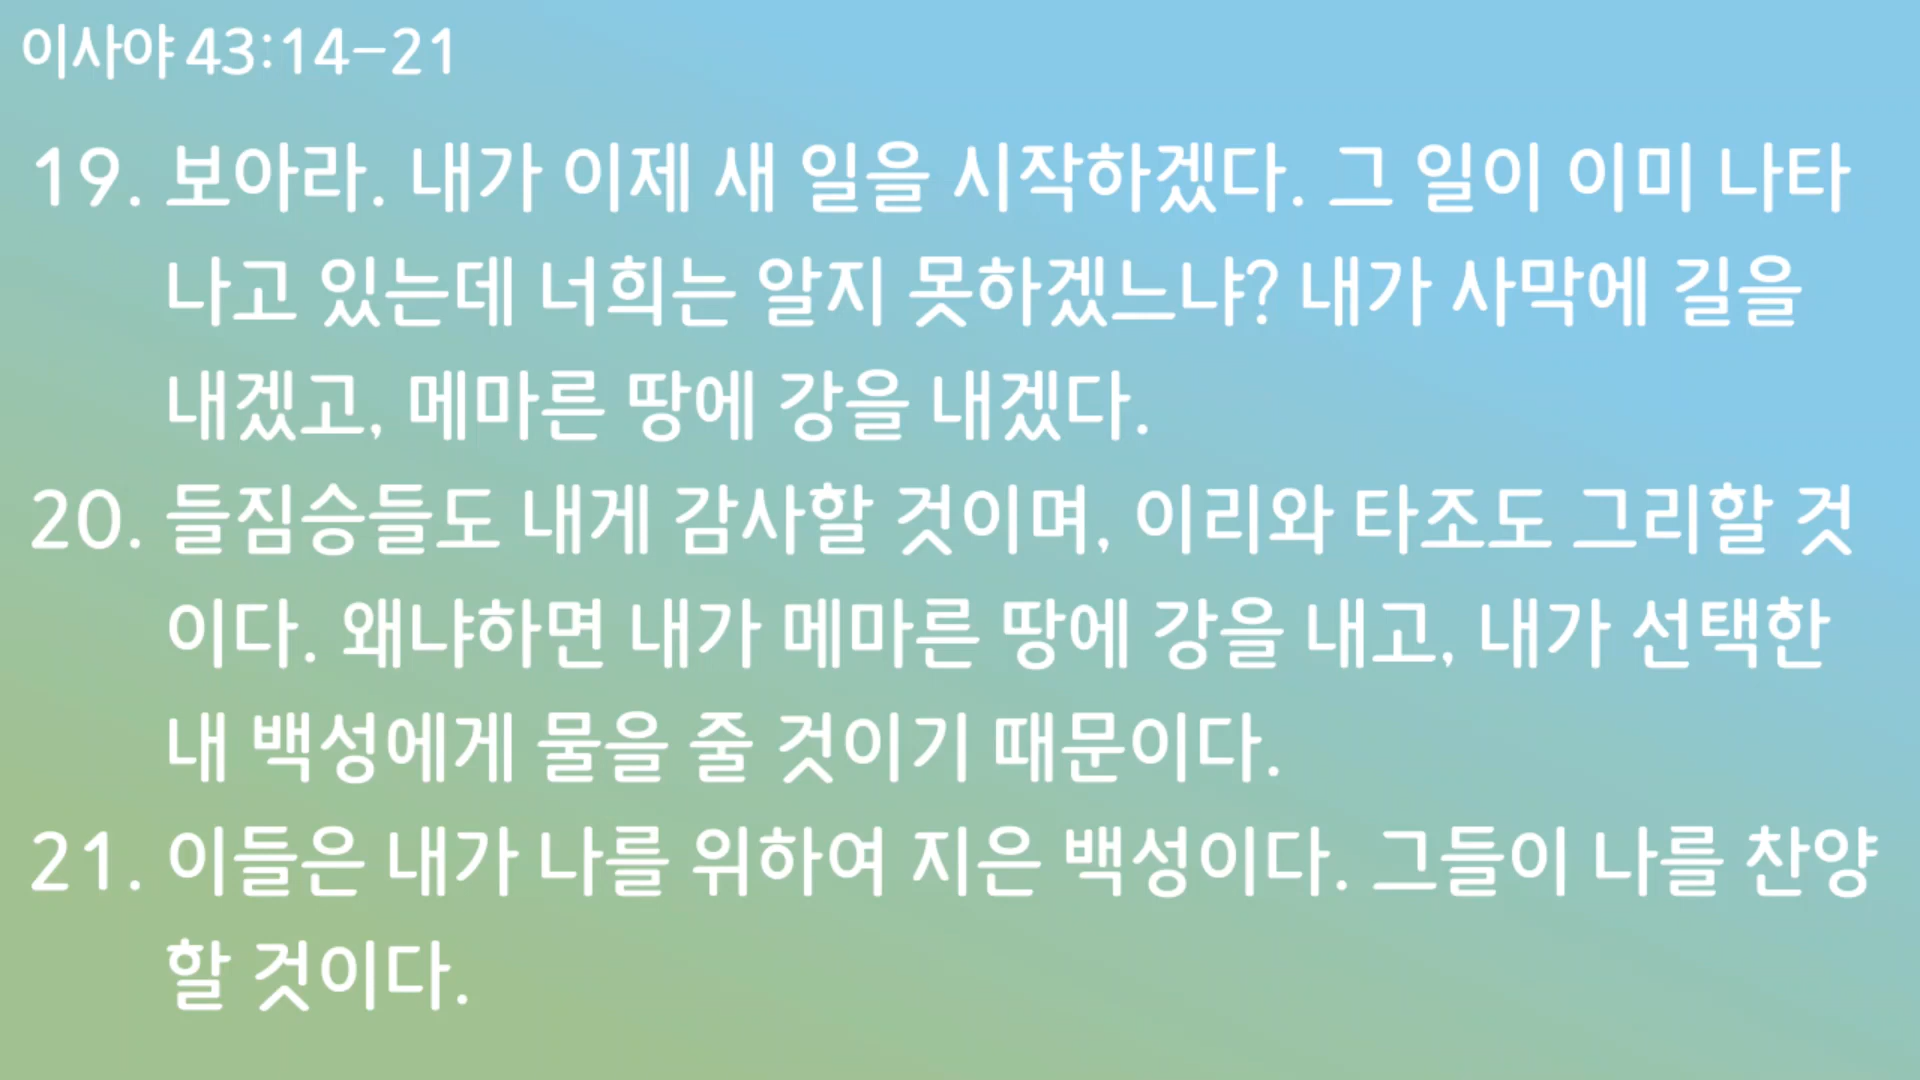 이사야 43:14-21
19. 보아라. 내가 이제 새 일을 시작하겠다. 그 일이 이미 나타
나고 있는데 너희는 알지 못하겠느냐? 내가 사막에 길을
내겠고, 메마른 땅에 강을 내겠다.
20. 들짐승들도 내게 감사할 것이며, 이리와 타조도 그리할 것
이다. 왜냐하면 내가 메마른 땅에 강을 내고, 내가 선택한
내 백성에게 물을 줄 것이기 때문이다.
21. 이들은 내가 나를 위하여 지은 백성이다. 그들이 나를 찬양
할 것이다.